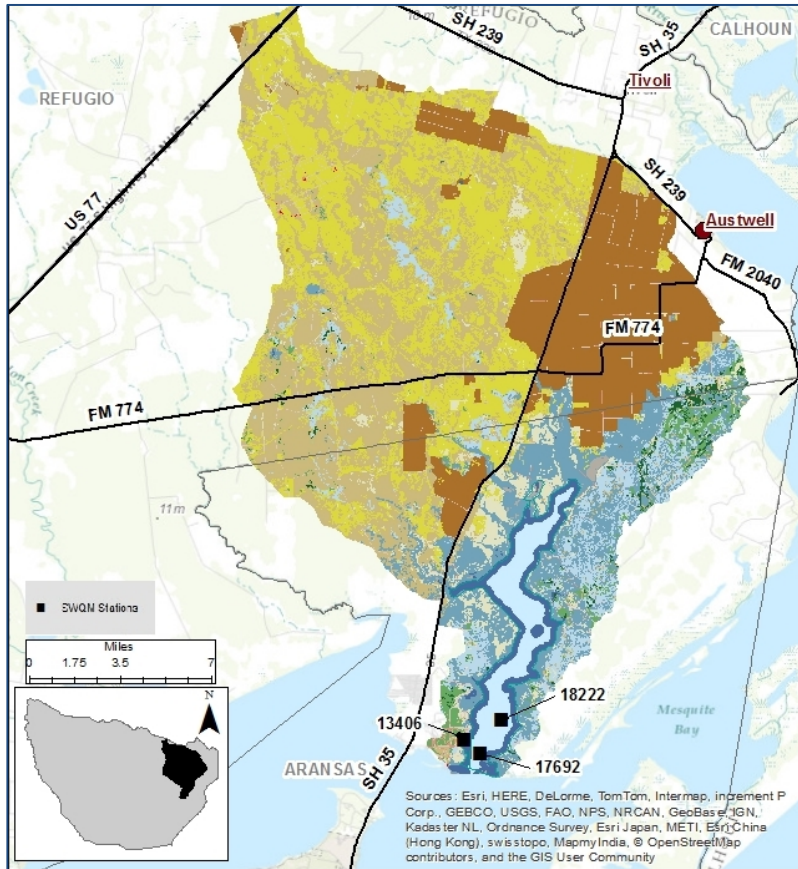 18m
REFUGIO
SH 239
SH 35
CALHOUN
Tivoli
REFUGIO
US 77
SH 239
Austwell
FM 2040
FM 774
FM 774
11m
SWQM Stations
Miles
0 1.75 3.5 7
N
18222
13406
17692
Mesquite
Bay
ARANSAS
SH 35
Sources: Esri, HERE, DeLorme, TomTom, Intermap, increment P
Corp., GEBCO, USGS, FAO, NPS, NRCAN, GeoBase, IGN,
Kadaster NL, Ordnance Survey, Esri Japan, METI, Esri China
(Hong Kong), swisstopo, MapmyIndia, © OpenStreetMap
contributors, and the GIS User Community